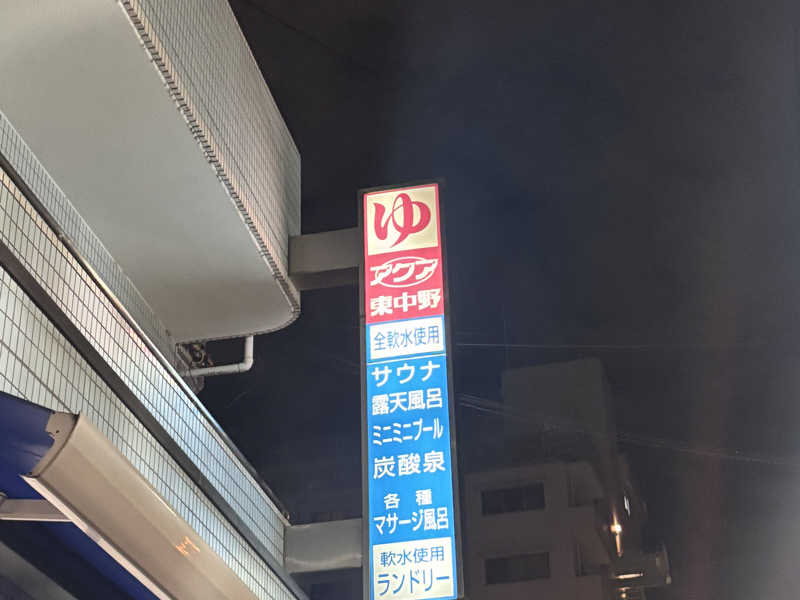 ゆ
アクア
東中野
全軟水使用
サウナ
露天風呂
ミニミニプール
炭酸泉
各種
マサージ風呂
軟水使用
ランドリー